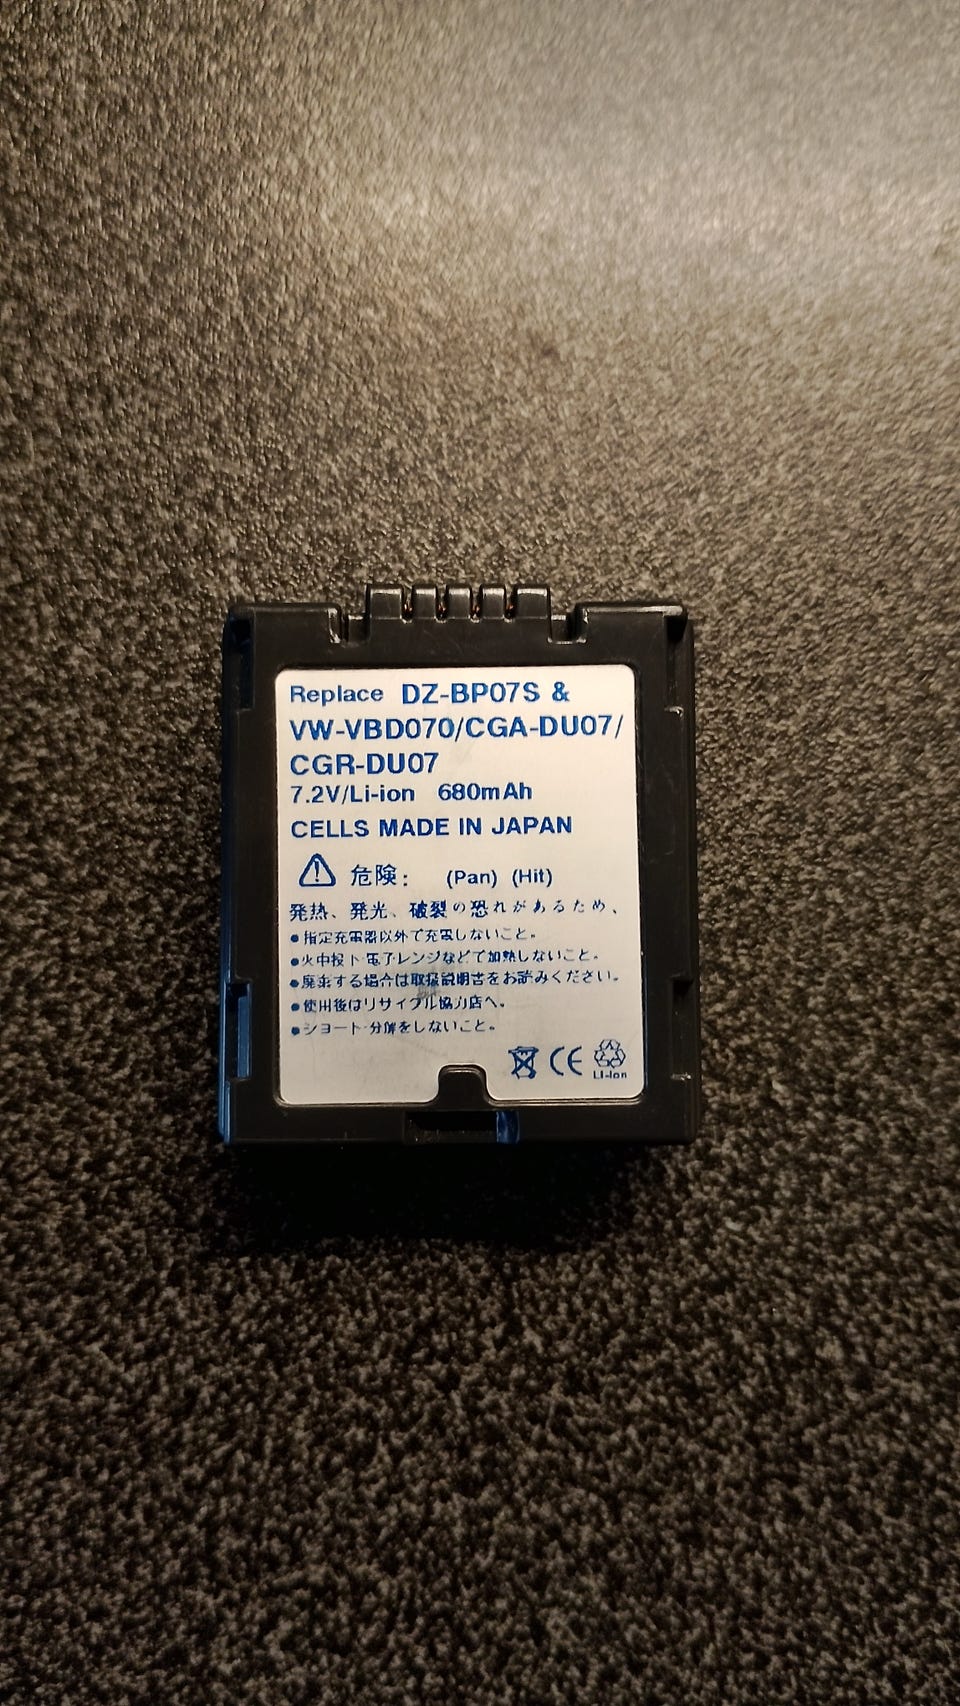 Replace DZ-BP07S &
VW-VBD070/CGA-DU07/
CGR-DU07
7.2V/Li-ion 680mAh
CELLS MADE IN JAPAN
危険: (Pan) (Hit)
発熱、発光、破裂の恐れがあるため、
●指定充電器以外で充電しないこと。
●火中投下·電子レンジなどで加熱しないこと。
●廃棄する場合は取扱説明書をお読みください。
●使用後はリサイクル協力店へ。
●ショート·分解をしないこと。
CE
Li-ion